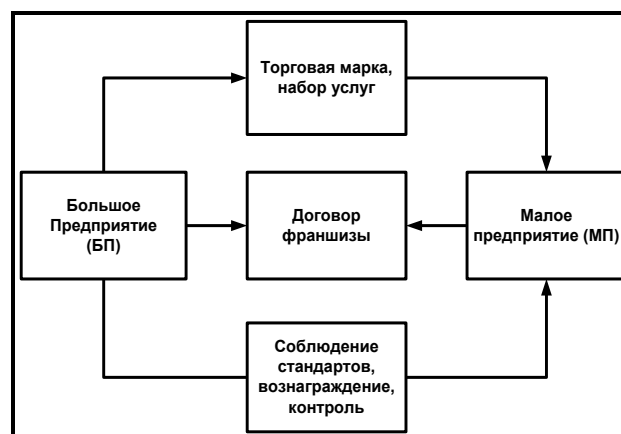 Торговая марка,
набор услуг
Большое
Предприятие
(БП)
Договор
франшизы
Малое
предприятие (МП)
Соблюдение
стандартов,
вознаграждение,
контроль